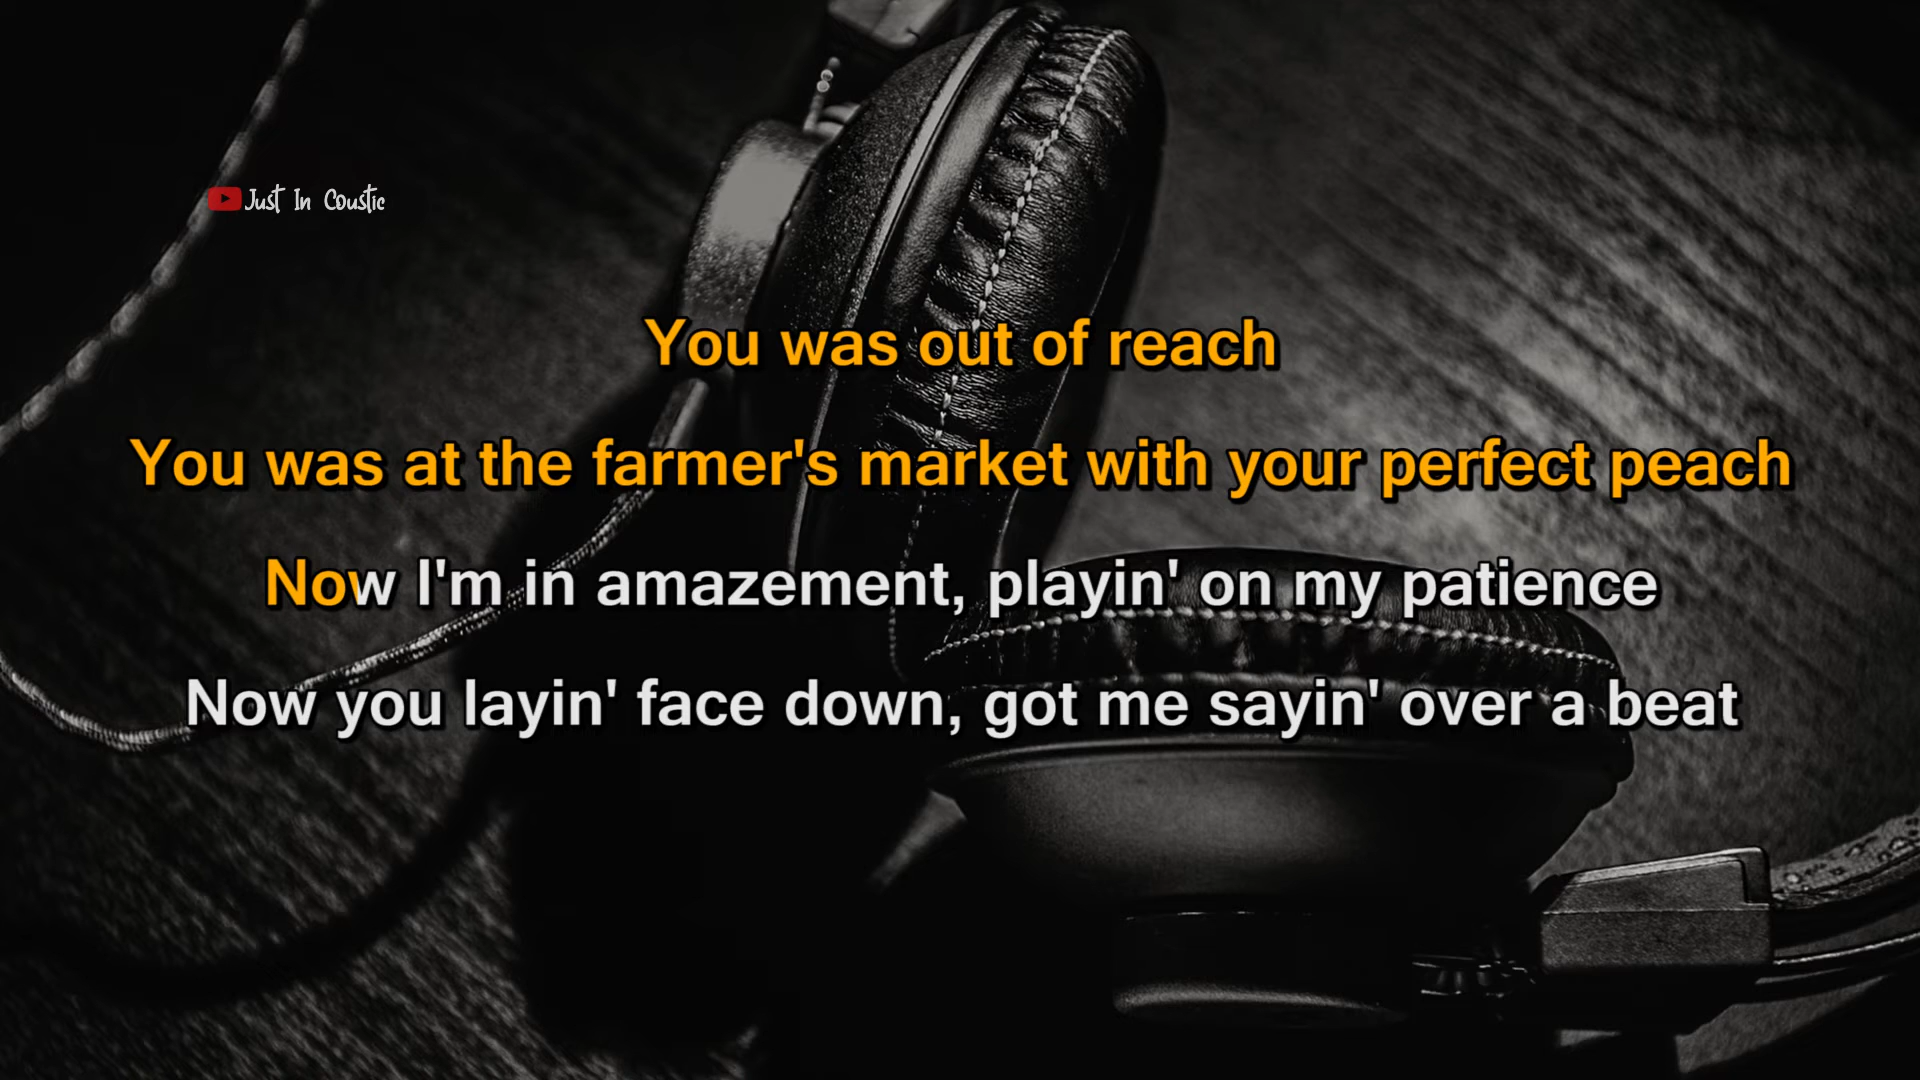 Just In Coustic
You was out of reach
You was at the farmer's market with your perfect peach
Now I'm in amazement, playin' on my patience
Now you layin' face down, got me sayin' over a beat